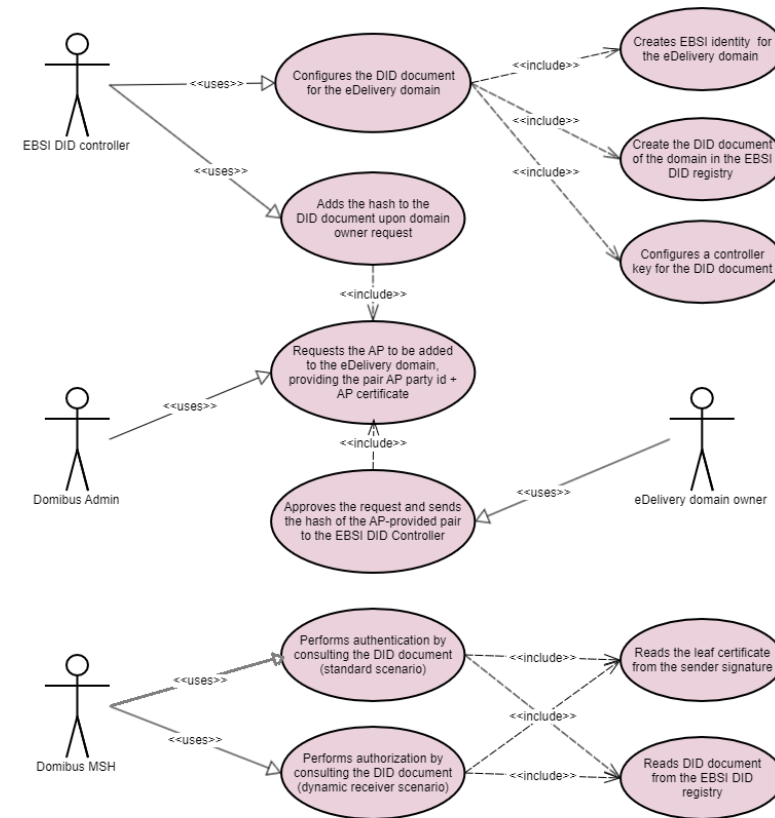 Creates EBSI identity for
the eDelivery domain
<<include>>
Configures the DID document
for the eDelivery domain
<<uses>>
<<include>>
EBSI DID controller
Create the DID document
of the domain in the EBSI
DID registry
<<uses>>
<<include>>
Adds the hash to the
DID document upon domain
owner request
Configures a controller
key for the DID document
<<include>>
Requests the AP to be added
to the eDelivery domain,
providing the pair AP party id +
AP certificate
<<uses>>
<<include>>
Domibus Admin
eDelivery domain owner
<<uses>>
Approves the request and sends
the hash of the AP-provided pair
to the EBSI DID Controller
Performs authentication by
consulting the DID document
(standard scenario)
<<include>>
Reads the leaf certificate
from the sender signature
<<uses>>
<<include>>
<<uses>>
Domibus MSH
Performs authorization by
consulting the DID document
(dynamic receiver scenario)
<<include>>
Reads DID document
from the EBSI DID
registry